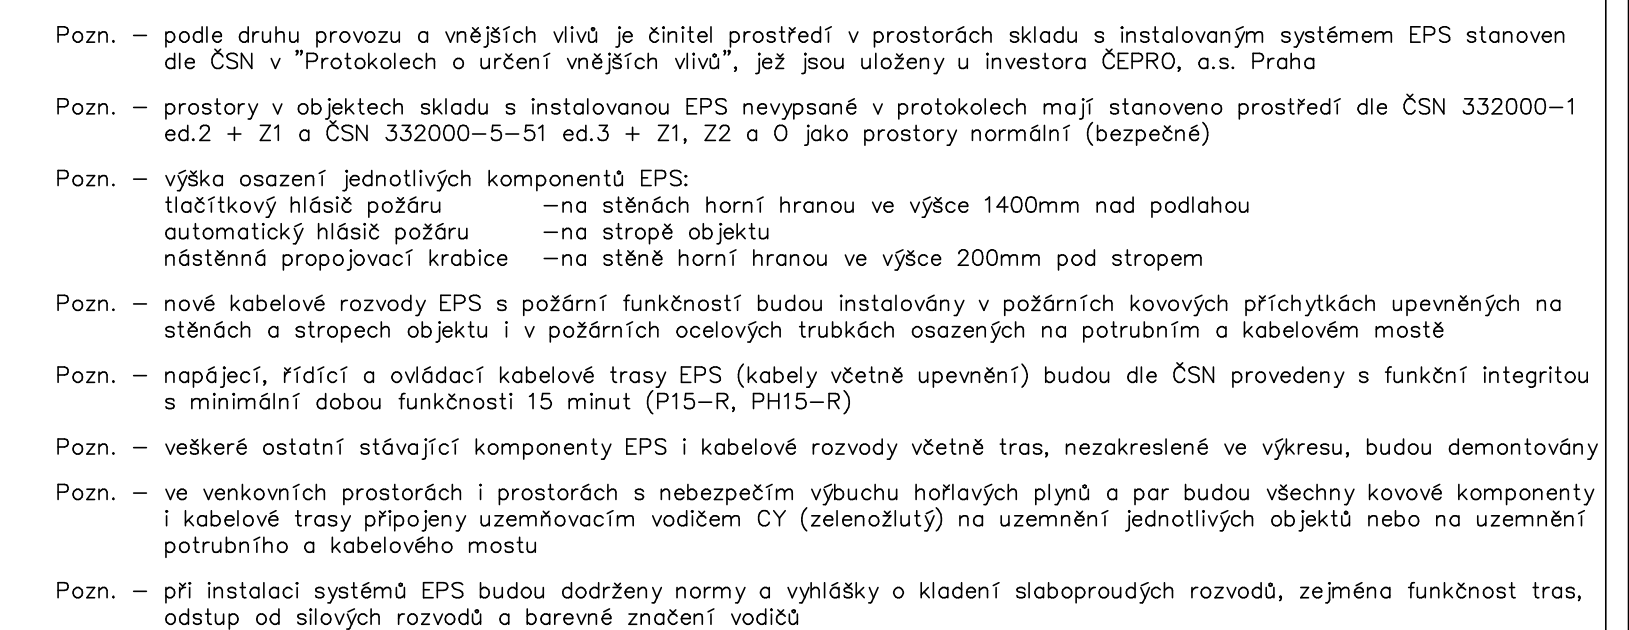 Pozn. – podle druhu provozu a vnějších vlivů je činitel prostředí v prostorách skladu s instalovaným systémem EPS stanoven
dle ČSN v "Protokolech o určení vnějších vlivů", jež jsou uloženy u investora ČEPRO, a.s. Praha
Pozn. – prostory v objektech skladu s instalovanou EPS nevypsané v protokolech mají stanoveno prostředí dle ČSN 332000–1
ed.2 + Z1 a ČSN 332000–5–51 ed.3 + Z1, Z2 a O jako prostory normální (bezpečné)
Pozn. – výška osazení jednotlivých komponentů EPS:
tlačítkový hlásič požáru –na stěnách horní hranou ve výšce 1400mm nad podlahou
automatický hlásič požáru –na stropě objektu
nástěnná propojovací krabice –na stěně horní hranou ve výšce 200mm pod stropem
Pozn. – nové kabelové rozvody EPS s požární funkčností budou instalovány v požárních kovových příchytkách upevněných na
stěnách a stropech objektu i v požárních ocelových trubkách osazených na potrubním a kabelovém mostě
Pozn. – napájecí, řídící a ovládací kabelové trasy EPS (kabely včetně upevnění) budou dle ČSN provedeny s funkční integritou
s minimální dobou funkčnosti 15 minut (P15–R, PH15–R)
Pozn. – veškeré ostatní stávající komponenty EPS i kabelové rozvody včetně tras, nezakreslené ve výkresu, budou demontovány
Pozn. – ve venkovních prostorách i prostorách s nebezpečím výbuchu hořlavých plynů a par budou všechny kovové komponenty
i kabelové trasy připojeny uzemňovacím vodičem CY (zelenožlutý) na uzemnění jednotlivých objektů nebo na uzemnění
potrubního a kabelového mostu
Pozn. – při instalaci systémů EPS budou dodrženy normy a vyhlášky o kladení slaboproudých rozvodů, zejména funkčnost tras,
odstup od silových rozvodů a barevné značení vodičů